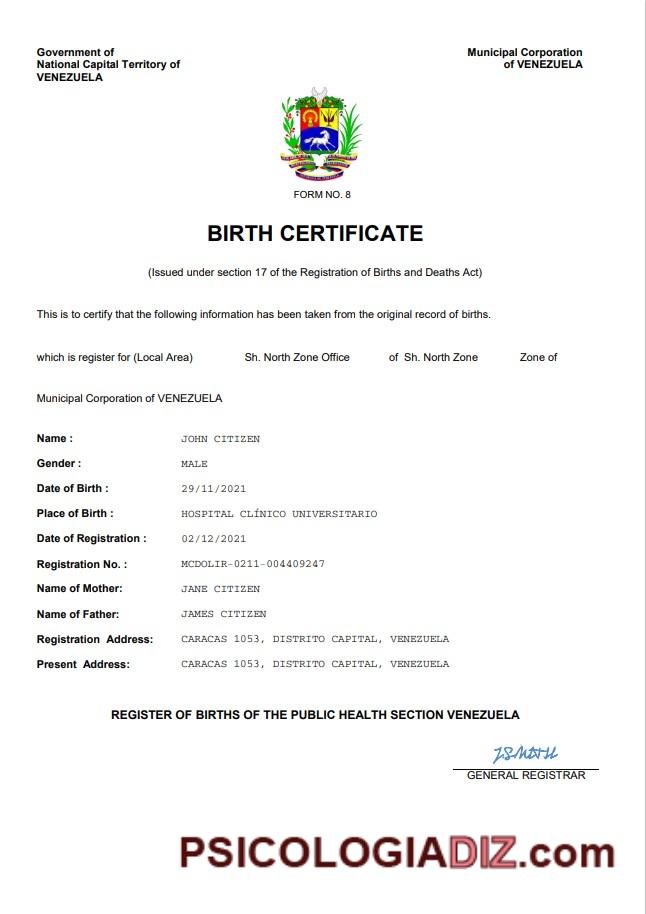 Government of
National Capital Territory of
VENEZUELA
Municipal Corporation
of VENEZUELA
FORM NO. 8
BIRTH CERTIFICATE
(Issued under section 17 of the Registration of Births and Deaths Act)
This is to certify that the following information has been taken from the original record of births.
which is register for (Local Area) Sh. North Zone Office of Sh. North Zone Zone of
Municipal Corporation of VENEZUELA
Name : JOHN CITIZEN
Gender : MALE
Date of Birth : 29/11/2021
Place of Birth : HOSPITAL CLÍNICO UNIVERSITARIO
Date of Registration : 02/12/2021
Registration No. : MCDOLIR-0211-004409247
Name of Mother: JANE CITIZEN
Name of Father: JAMES CITIZEN
Registration Address: CARACAS 1053, DISTRITO CAPITAL, VENEZUELA
Present Address: CARACAS 1053, DISTRITO CAPITAL, VENEZUELA
REGISTER OF BIRTHS OF THE PUBLIC HEALTH SECTION VENEZUELA
GENERAL REGISTRAR
PSICOLOGIADIZ.com